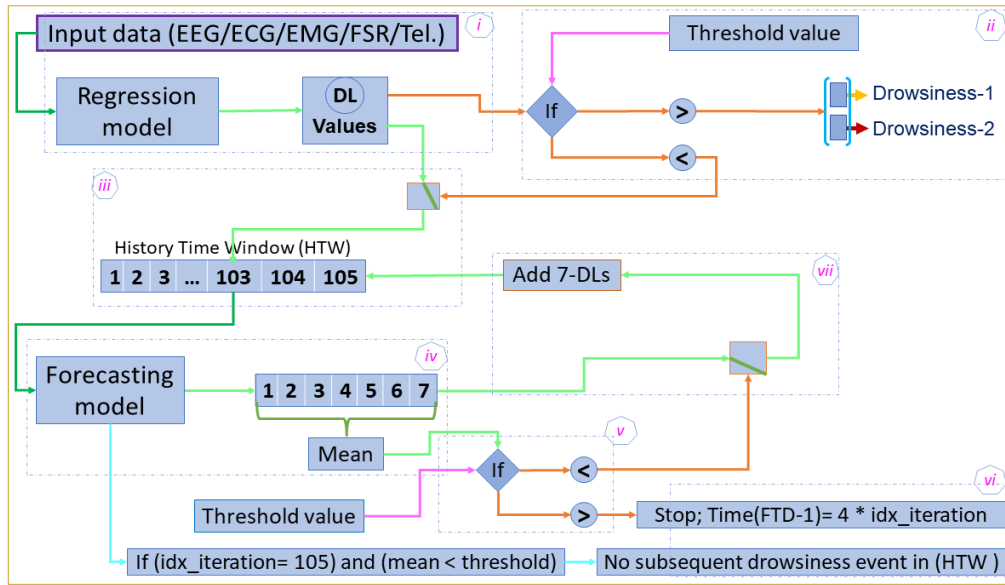 Input data (EEG/ECG/EMG/FSR/Tel.)
i
Regression
model
DL
Values
Threshold value
ii
If
>
<
Drowsiness-1
Drowsiness-2
iii
History Time Window (HTW)
1 2 3 ... 103 104 105
Add 7-DLs
vii
iv
Forecasting
model
1 2 3 4 5 6 7
Mean
v
If
<
>
Threshold value
vi
Stop; Time(FTD-1)= 4 * idx_iteration
If (idx_iteration= 105) and (mean < threshold)
No subsequent drowsiness event in (HTW )